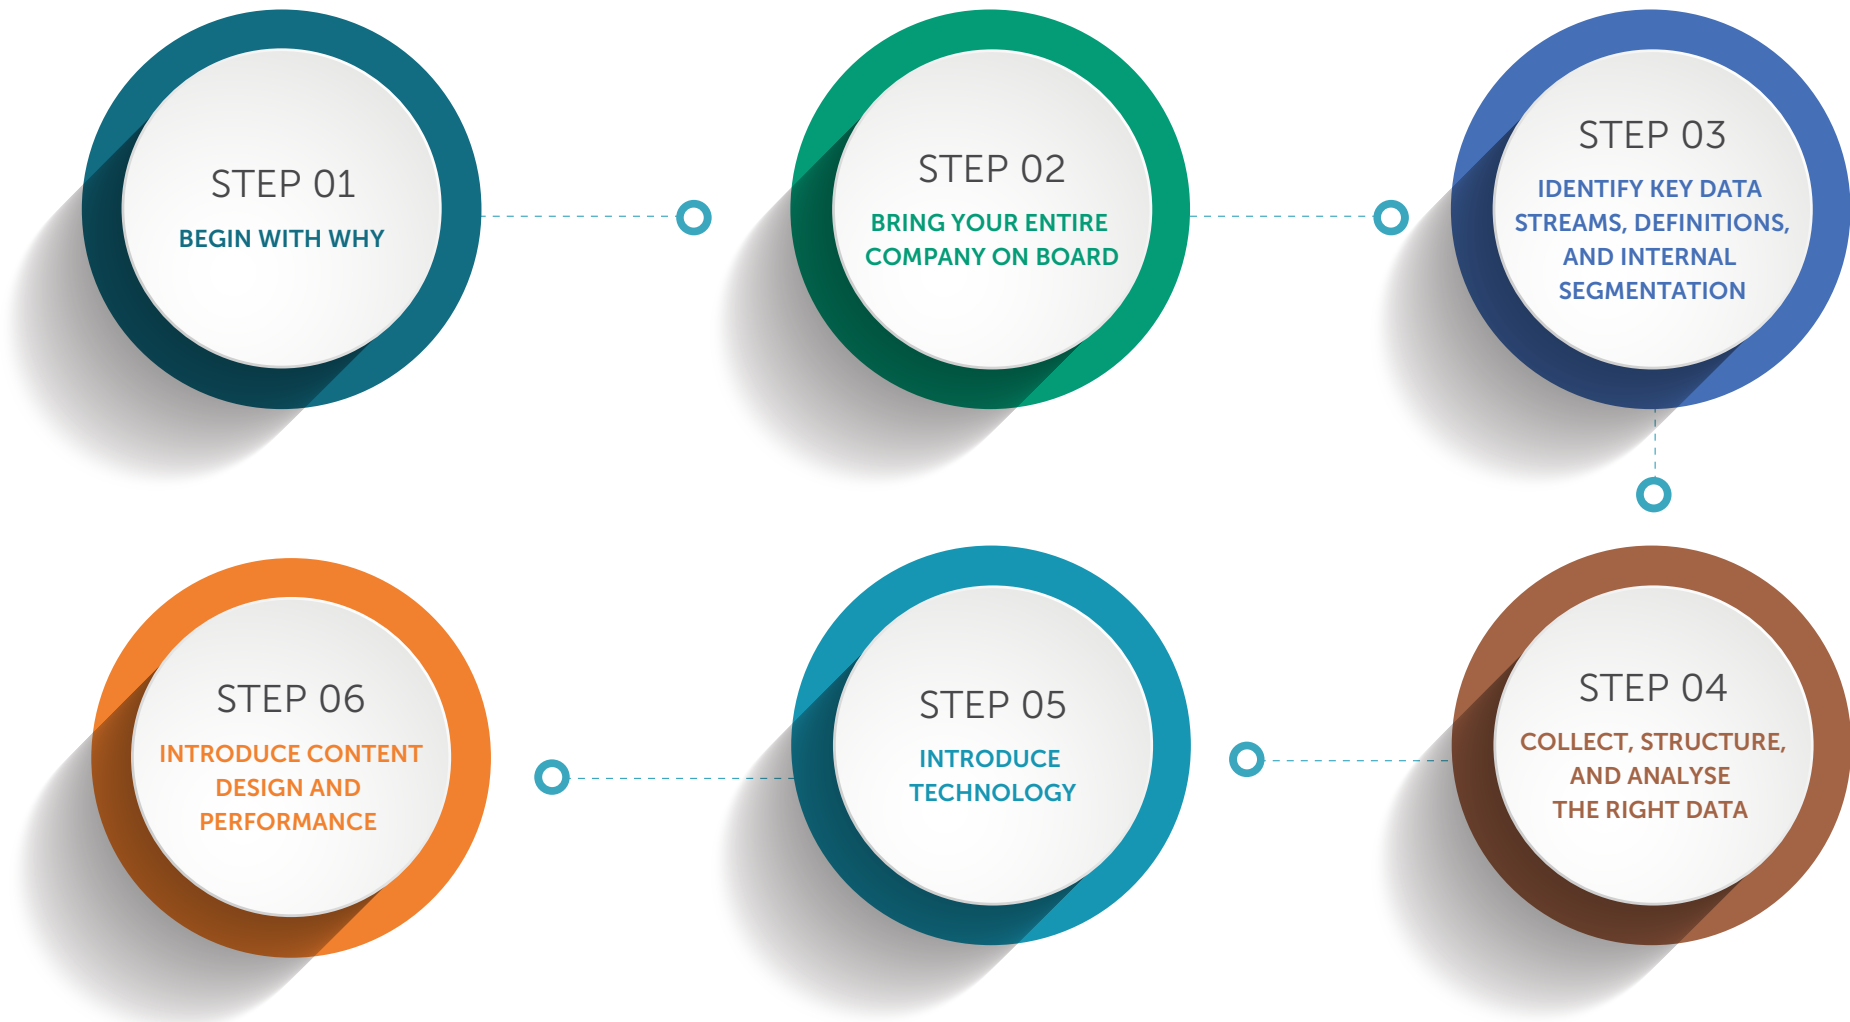 STEP 01
BEGIN WITH WHY
STEP 02
BRING YOUR ENTIRE
COMPANY ON BOARD
STEP 03
IDENTIFY KEY DATA
STREAMS, DEFINITIONS,
AND INTERNAL
SEGMENTATION
STEP 04
COLLECT, STRUCTURE,
AND ANALYSE
THE RIGHT DATA
STEP 05
INTRODUCE
TECHNOLOGY
STEP 06
INTRODUCE CONTENT
DESIGN AND
PERFORMANCE